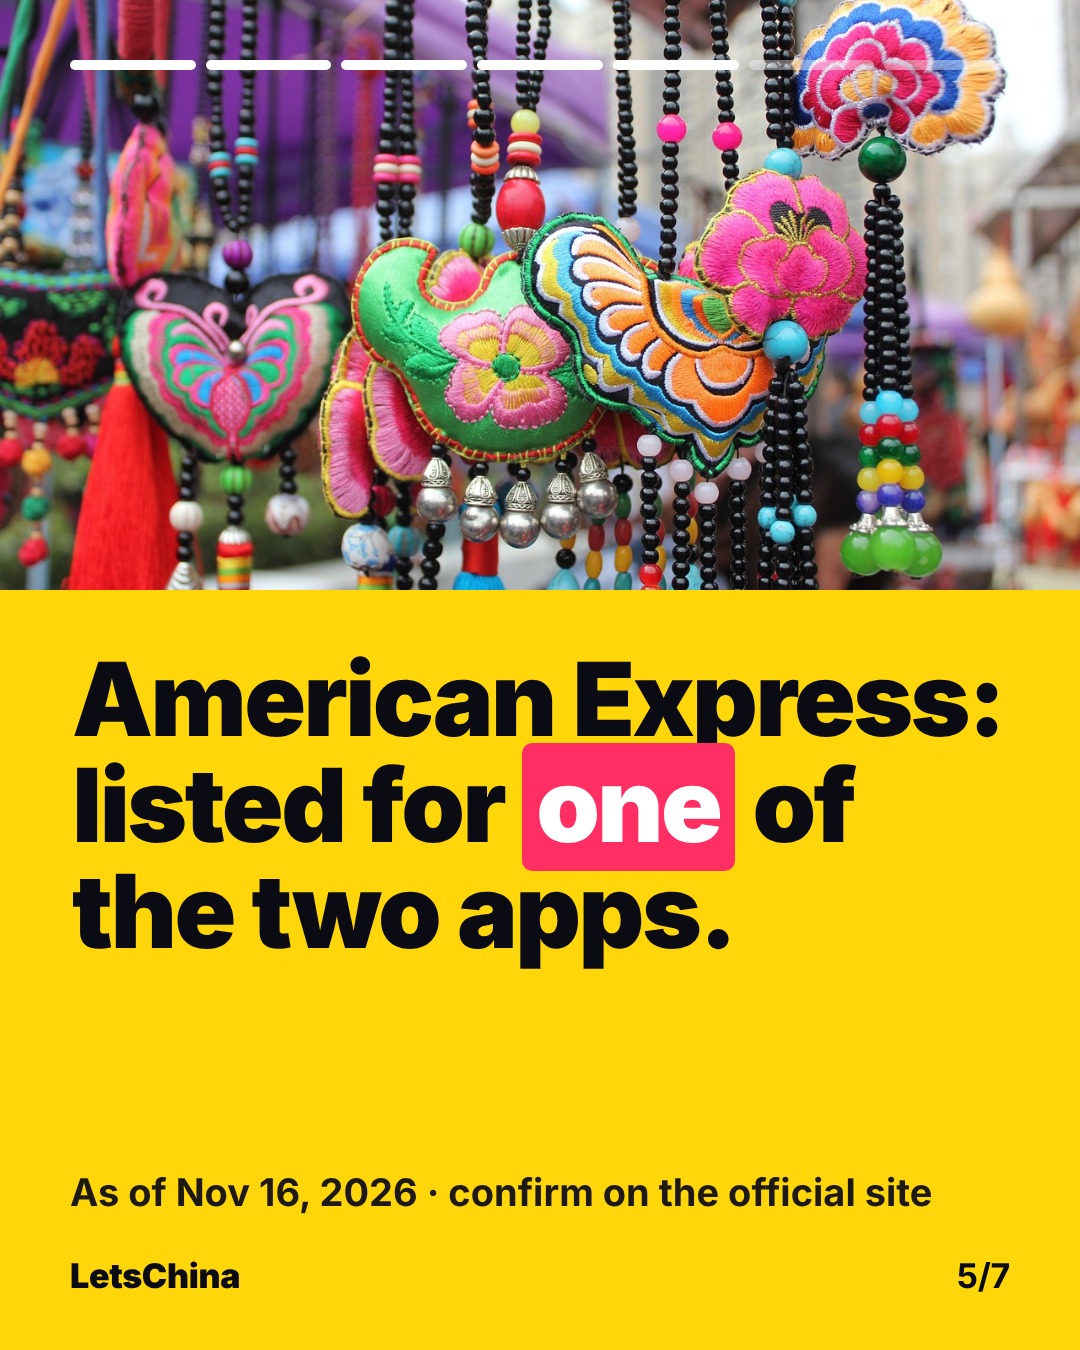 American Express:
listed for one of
the two apps.
As of Nov 16, 2026 · confirm on the official site
LetsChina
5/7